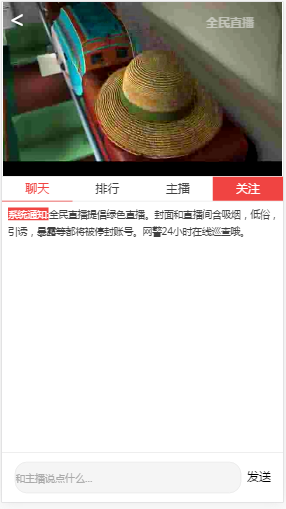 <
全民直播
聊天
排行
主播
关注
系统通知:全民直播提倡绿色直播。封面和直播间含吸烟，低俗，
引诱，暴露等都将被停封账号。网警24小时在线巡查哦。
和主播说点什么...
发送